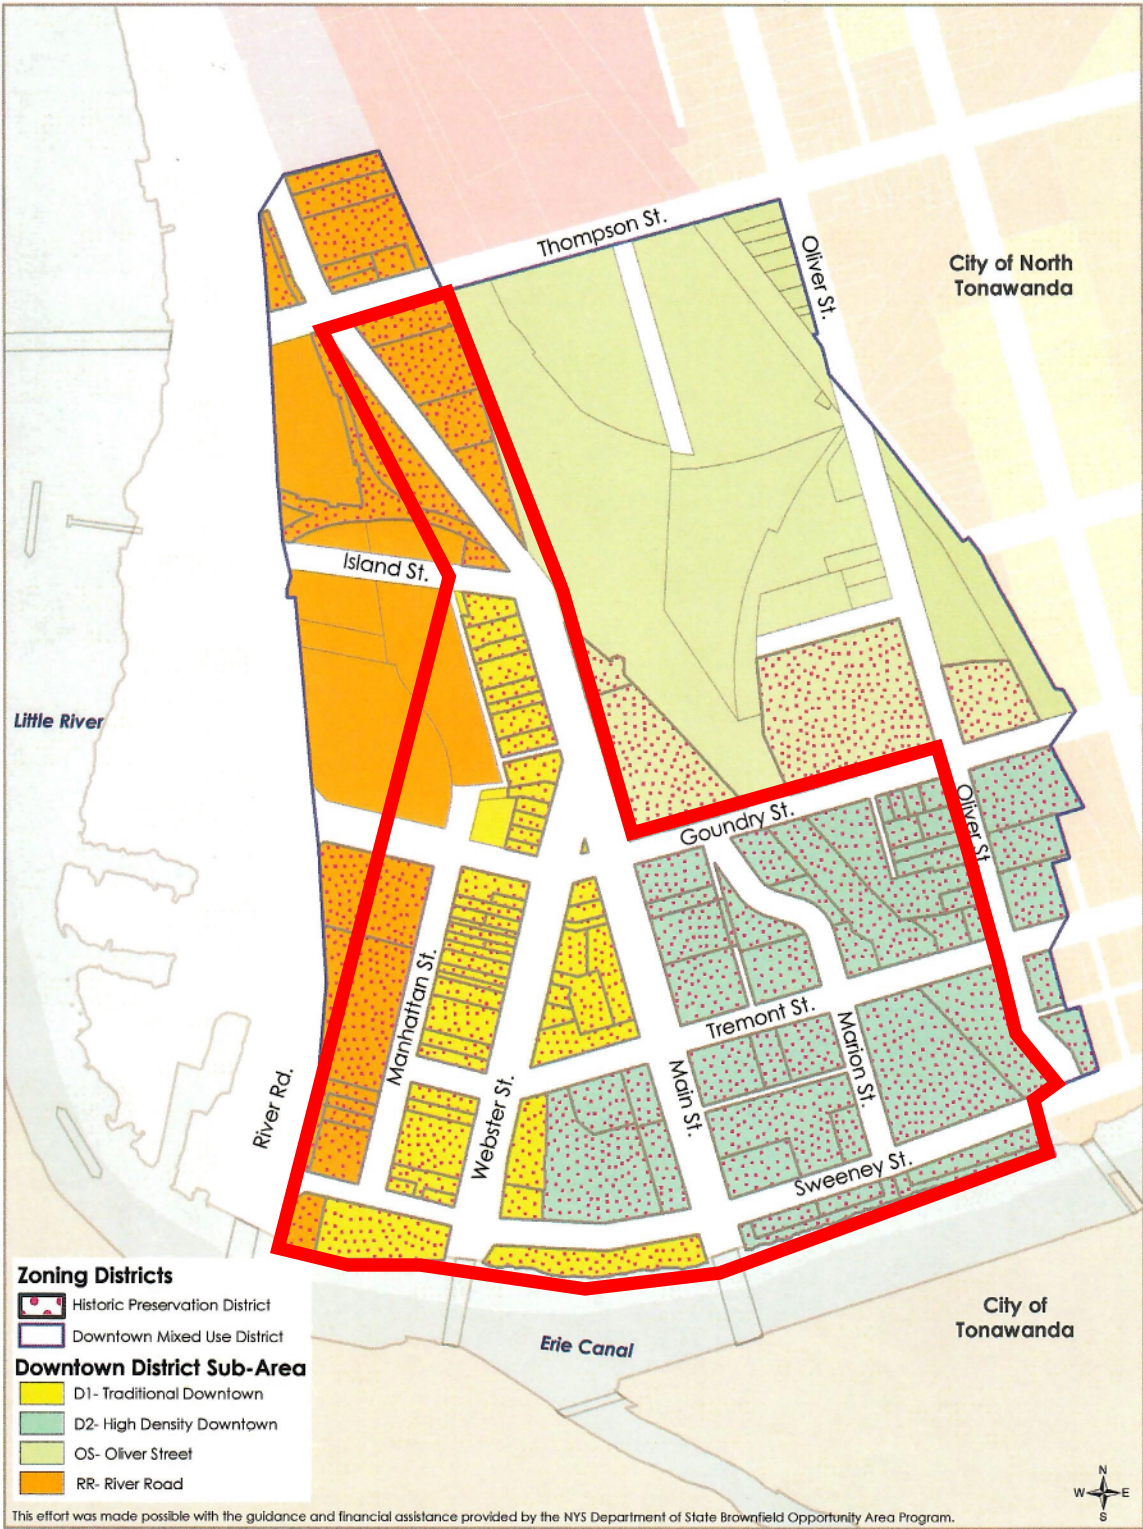 Thompson St.
Oliver St.
City of North
Tonawanda
Island St.
Little River
Goundry St.
Oliver St.
Manhattan St.
Tremont St.
Marion St.
Main St.
River Rd.
Webster St.
Sweeney St.
Zoning Districts
Historic Preservation District
Downtown Mixed Use District
Downtown District Sub-Area
D1- Traditional Downtown
D2- High Density Downtown
OS- Oliver Street
RR- River Road
Erie Canal
City of
Tonawanda
N
W E
S
This effort was made possible with the guidance and financial assistance provided by the NYS Department of State Brownfield Opportunity Area Program.